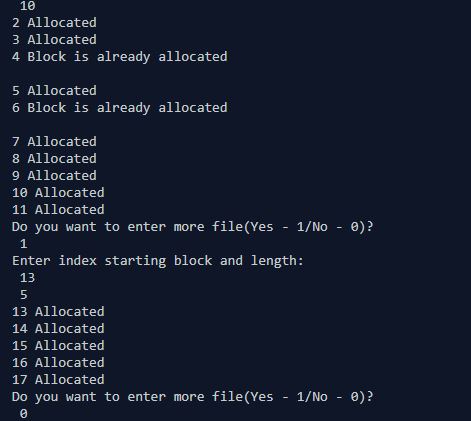 10
2 Allocated
3 Allocated
4 Block is already allocated
5 Allocated
6 Block is already allocated
7 Allocated
8 Allocated
9 Allocated
10 Allocated
11 Allocated
Do you want to enter more file(Yes - 1/No - 0)?
1
Enter index starting block and length:
13
5
13 Allocated
14 Allocated
15 Allocated
16 Allocated
17 Allocated
Do you want to enter more file(Yes - 1/No - 0)?
0